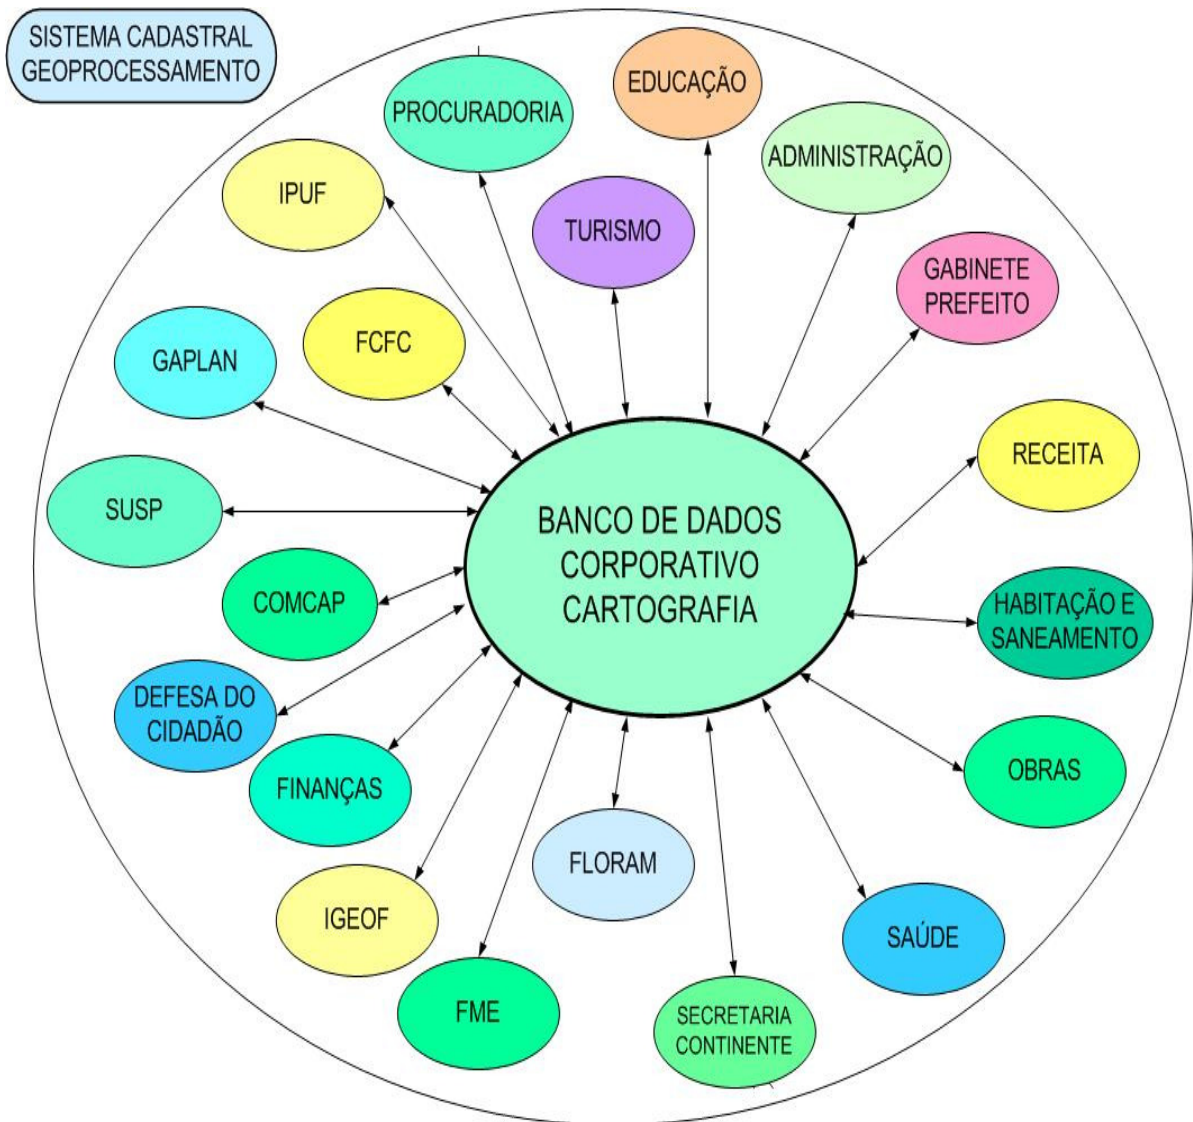 SISTEMA CADASTRAL
GEOPROCESSAMENTO
EDUCAÇÃO
PROCURADORIA
ADMINISTRAÇÃO
IPUF
TURISMO
GABINETE
PREFEITO
FCFC
GAPLAN
RECEITA
SUSP
BANCO DE DADOS
CORPORATIVO
CARTOGRAFIA
COMCAP
HABITAÇÃO E
SANEAMENTO
DEFESA DO
CIDADÃO
FINANÇAS
OBRAS
FLORAM
IGEOF
SAÚDE
FME
SECRETARIA
CONTINENTE